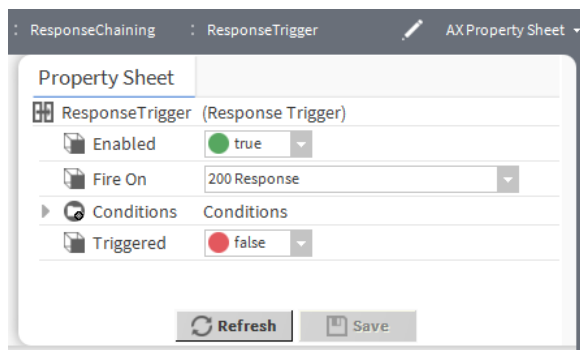 : ResponseChaining : ResponseTrigger AX Property Sheet
Property Sheet
ResponseTrigger (Response Trigger)
Enabled true
Fire On 200 Response
Conditions Conditions
Triggered false
Refresh Save